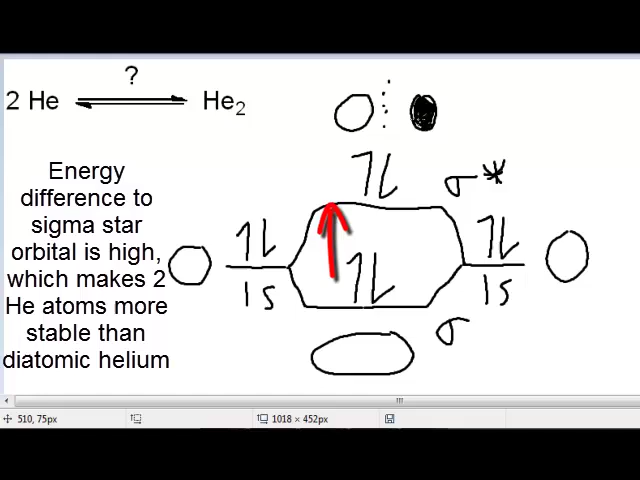 ?
2 He He2
Energy
difference to
sigma star
orbital is high,
which makes 2
He atoms more
stable than
diatomic helium
σ*
1s 1s
σ
510, 75px 1018 × 452px